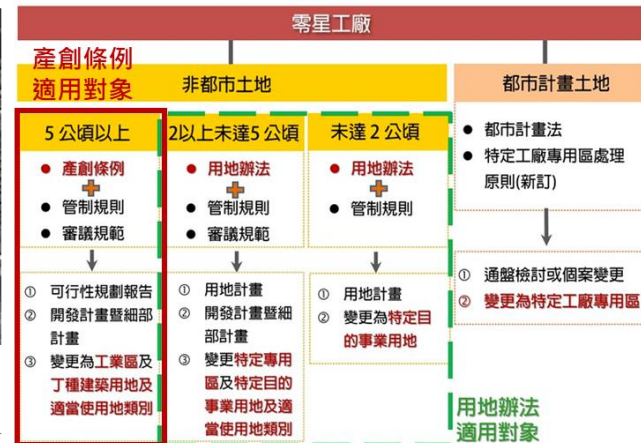 零星工廠
產創條例
適用對象
非都市土地
都市計畫土地
5公頃以上
● 產創條例
+
● 管制規則
● 審議規範
① 可行性規劃報告
② 開發計畫暨細部
計畫
③ 變更為工業區及
丁種建築用地及
適當使用地類別
2以上未達5公頃
● 用地辦法
+
● 管制規則
● 審議規範
① 用地計畫
② 開發計畫暨細
部計畫
③ 變更特定專用
區及特定目的
事業用地及適
當使用地類別
未達2公頃
● 用地辦法
+
● 管制規則
① 用地計畫
② 變更為特定目
的事業用地
● 都市計畫法
● 特定工廠專用區處理
原則(新訂)
① 通盤檢討或個案變更
② 變更為特定工廠專用區
用地辦法
適用對象